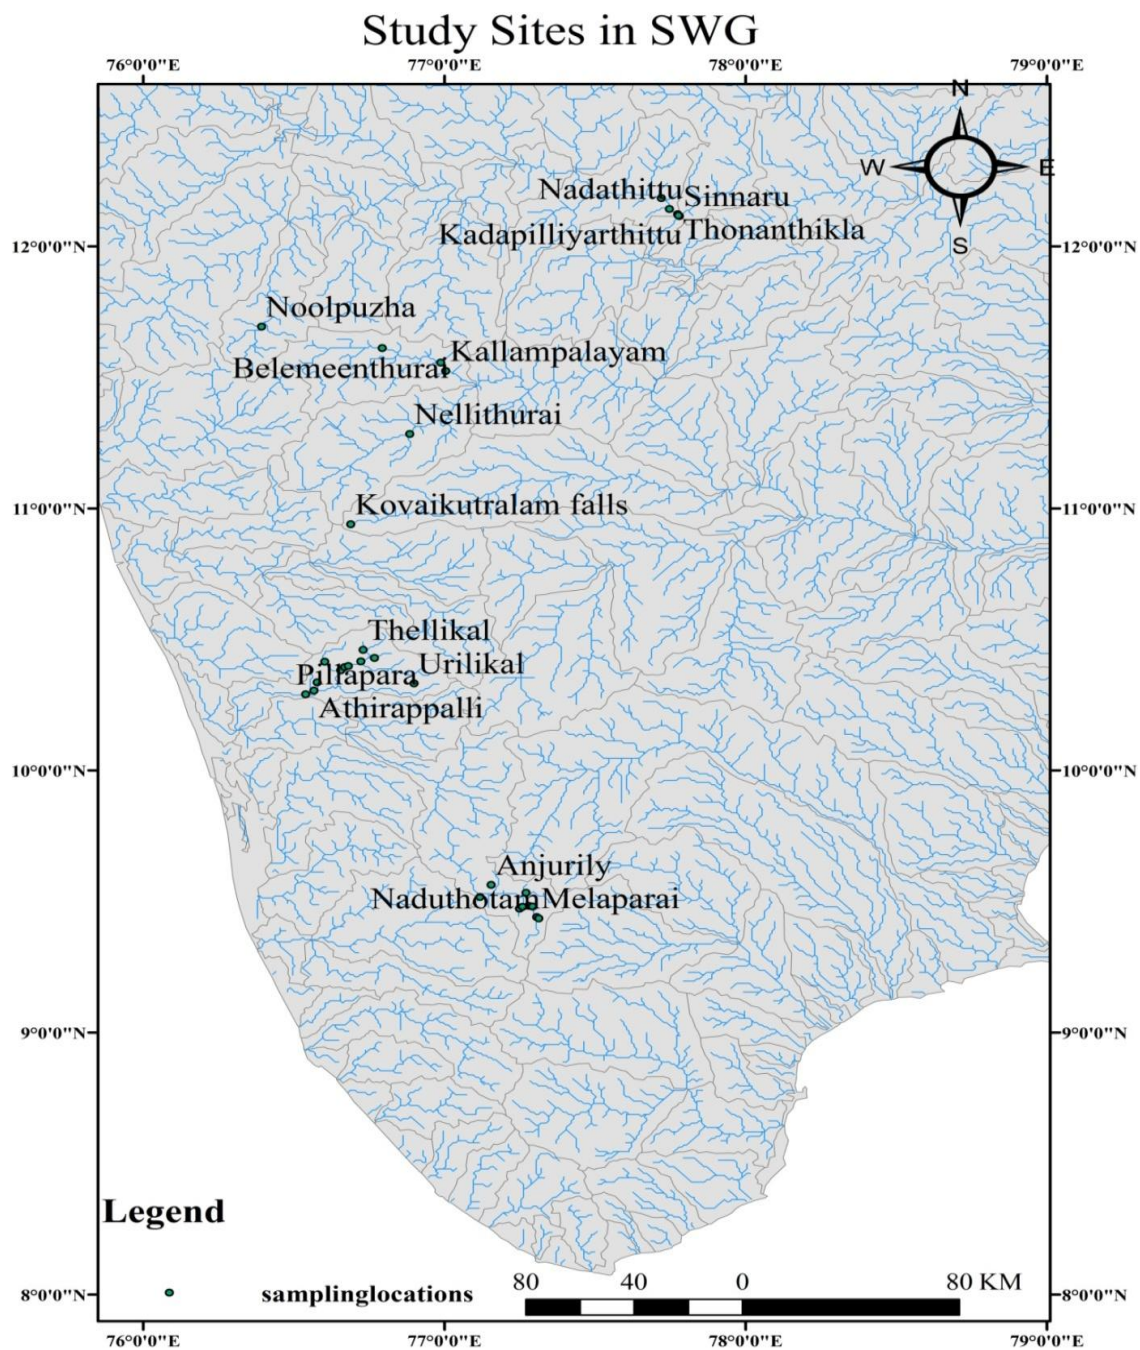 Study Sites in SWG
76°0'0"E 77°0'0"E 78°0'0"E 79°0'0"E
N
W E
S
Nadathittu Sinnaru
Kadapilliyarthittu Thonanthikla
12°0'0"N 12°0'0"N
Noolpuzha
Kallampalayam
Belemeenthurai
Nellithurai
Kovaikutralam falls
11°0'0"N 11°0'0"N
Thellikal
Urilikal
Pillapara
Athirappalli
10°0'0"N 10°0'0"N
Anjurily
Naduthotam Melaparai
9°0'0"N 9°0'0"N
Legend
samplinglocations
80 40 0 80 KM
8°0'0"N 8°0'0"N
76°0'0"E 77°0'0"E 78°0'0"E 79°0'0"E